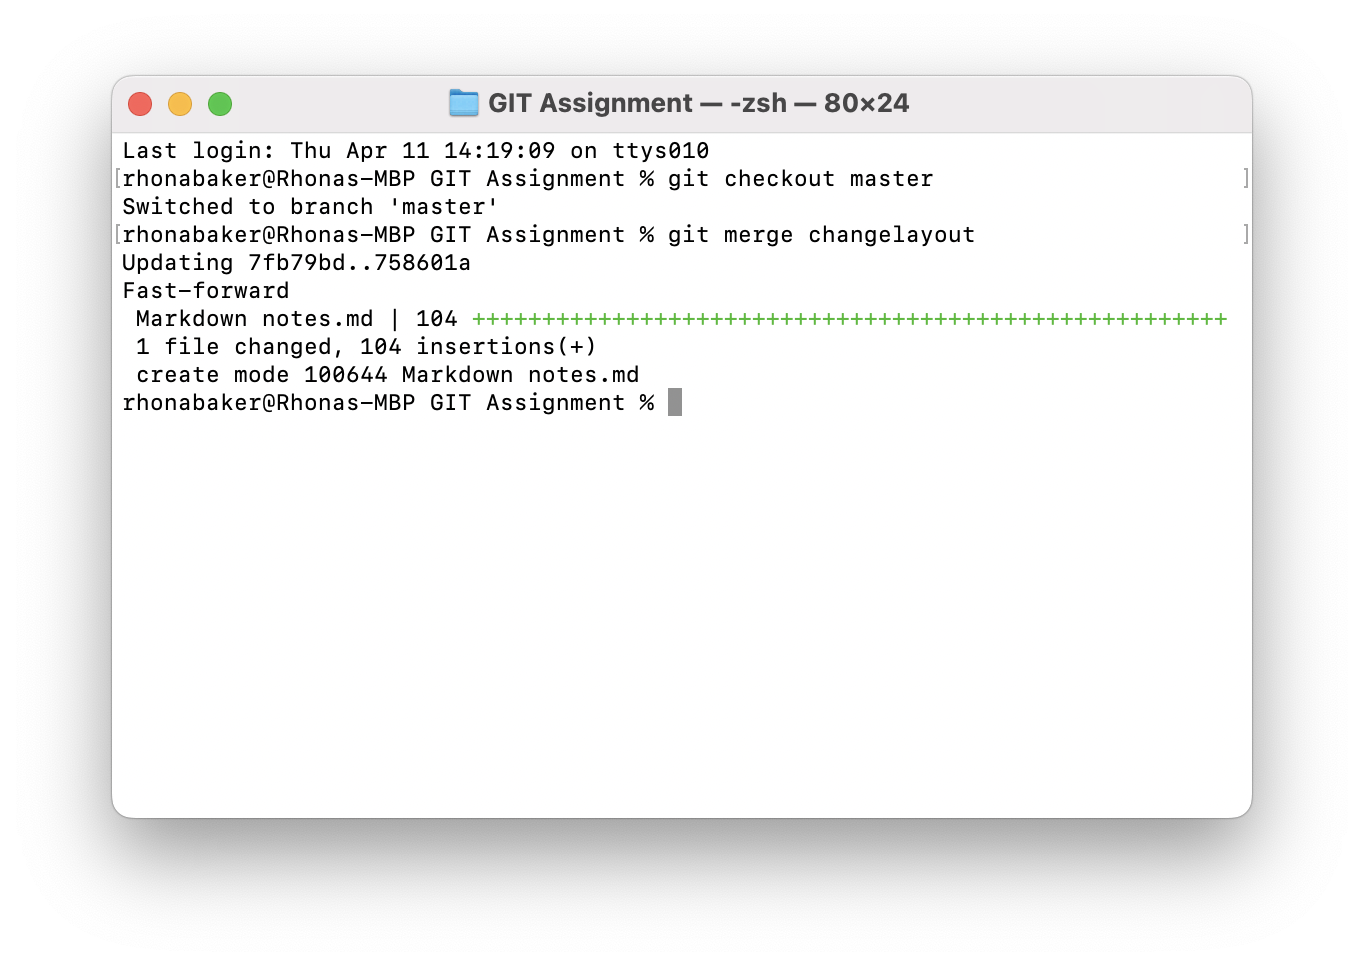 GIT Assignment — -zsh — 80×24
Last login: Thu Apr 11 14:19:09 on ttys010
[rhonabaker@Rhonas-MBP GIT Assignment % git checkout master ]
Switched to branch 'master'
[rhonabaker@Rhonas-MBP GIT Assignment % git merge changelayout ]
Updating 7fb79bd..758601a
Fast-forward
 Markdown notes.md | 104 ++++++++++++++++++++++++++++++++++++++++++++++++++++++
 1 file changed, 104 insertions(+)
 create mode 100644 Markdown notes.md
rhonabaker@Rhonas-MBP GIT Assignment %